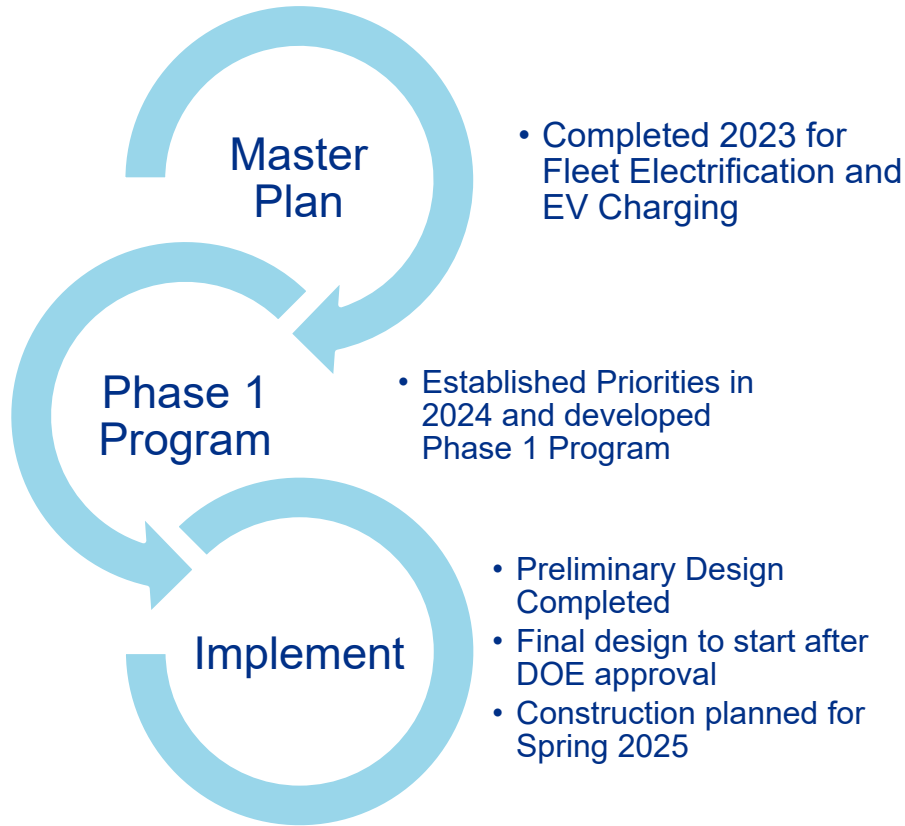 Master
Plan
• Completed 2023 for
Fleet Electrification and
EV Charging
Phase 1
Program
• Established Priorities in
2024 and developed
Phase 1 Program
Implement
• Preliminary Design
Completed
• Final design to start after
DOE approval
• Construction planned for
Spring 2025